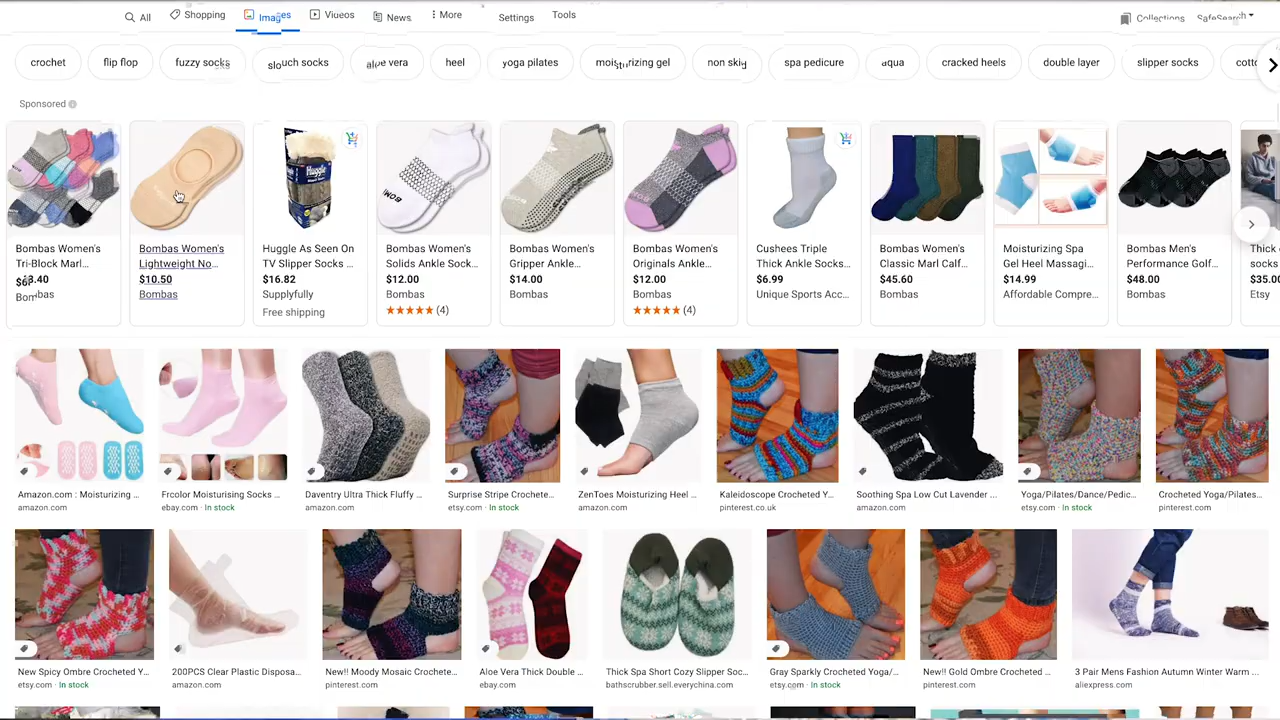 All Shopping Images Videos News More Settings Tools Collections SafeSearch
crochet flip flop fuzzy socks slouch socks aloe vera heel yoga pilates moisturizing gel non skid spa pedicure aqua cracked heels double layer slipper socks
Sponsored
Bombas Women's
Tri-Block Marl...
Bombas
Bombas Women's
Lightweight No...
$10.50
Bombas
Huggle As Seen On
TV Slipper Socks ...
$16.82
Supplyfully
Free shipping
Bombas Women's
Solids Ankle Sock...
$12.00
Bombas
(4)
Bombas Women's
Gripper Ankle...
$14.00
Bombas
Bombas Women's
Originals Ankle...
$12.00
Bombas
(4)
Cushees Triple
Thick Ankle Socks...
$6.99
Unique Sports Acc...
Bombas Women's
Classic Marl Calf...
$45.60
Bombas
Moisturizing Spa
Gel Heel Massagi...
$14.99
Affordable Compre...
Bombas Men's
Performance Golf...
$48.00
Bombas
Thick
socks
$35.00
Etsy
Huggle
Amazon.com : Moisturizing ...
amazon.com
Frcolor Moisturising Socks ...
ebay.com · In stock
Daventry Ultra Thick Fluffy ...
amazon.com
Surprise Stripe Crochete...
etsy.com · In stock
ZenToes Moisturizing Heel ...
amazon.com
Kaleidoscope Crocheted Y...
pinterest.co.uk
Soothing Spa Low Cut Lavender ...
amazon.com
Yoga/Pilates/Dance/Pedic...
etsy.com · In stock
Crocheted Yoga/Pilates...
pinterest.com
New Spicy Ombre Crocheted Y...
etsy.com · In stock
200PCS Clear Plastic Disposa...
amazon.com
New!! Moody Mosaic Crochete...
pinterest.com
Aloe Vera Thick Double ...
ebay.com
Thick Spa Short Cozy Slipper Soc...
bathscrubber.sell.everychina.com
Gray Sparkly Crocheted Yoga/...
etsy.com · In stock
New!! Gold Ombre Crocheted ...
pinterest.com
3 Pair Mens Fashion Autumn Winter Warm ...
aliexpress.com